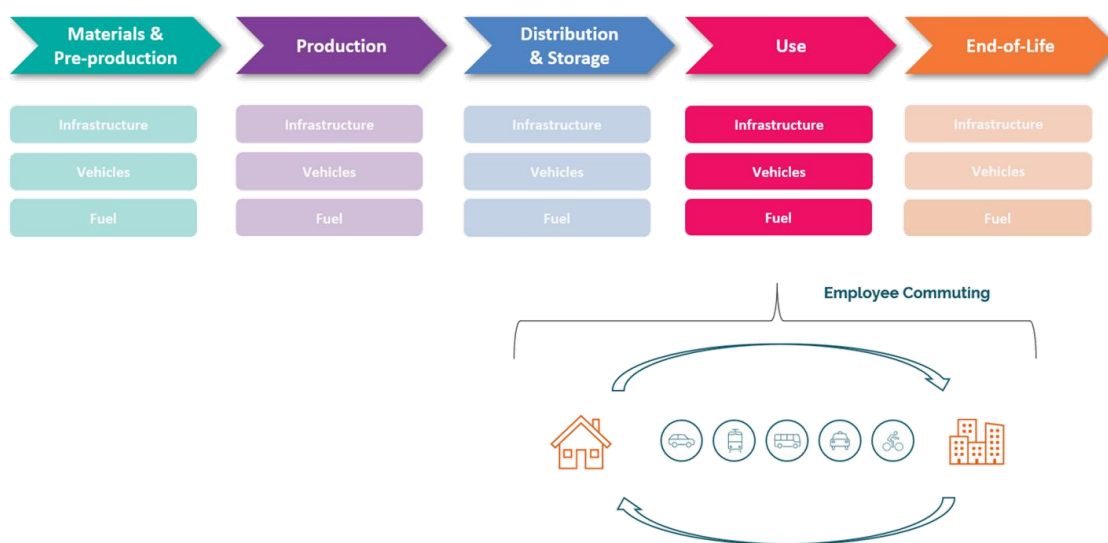 Materials &
Pre-production
Production
Distribution
& Storage
Use
End-of-Life
Infrastructure
Infrastructure
Infrastructure
Infrastructure
Infrastructure
Vehicles
Vehicles
Vehicles
Vehicles
Vehicles
Fuel
Fuel
Fuel
Fuel
Fuel
Employee Commuting